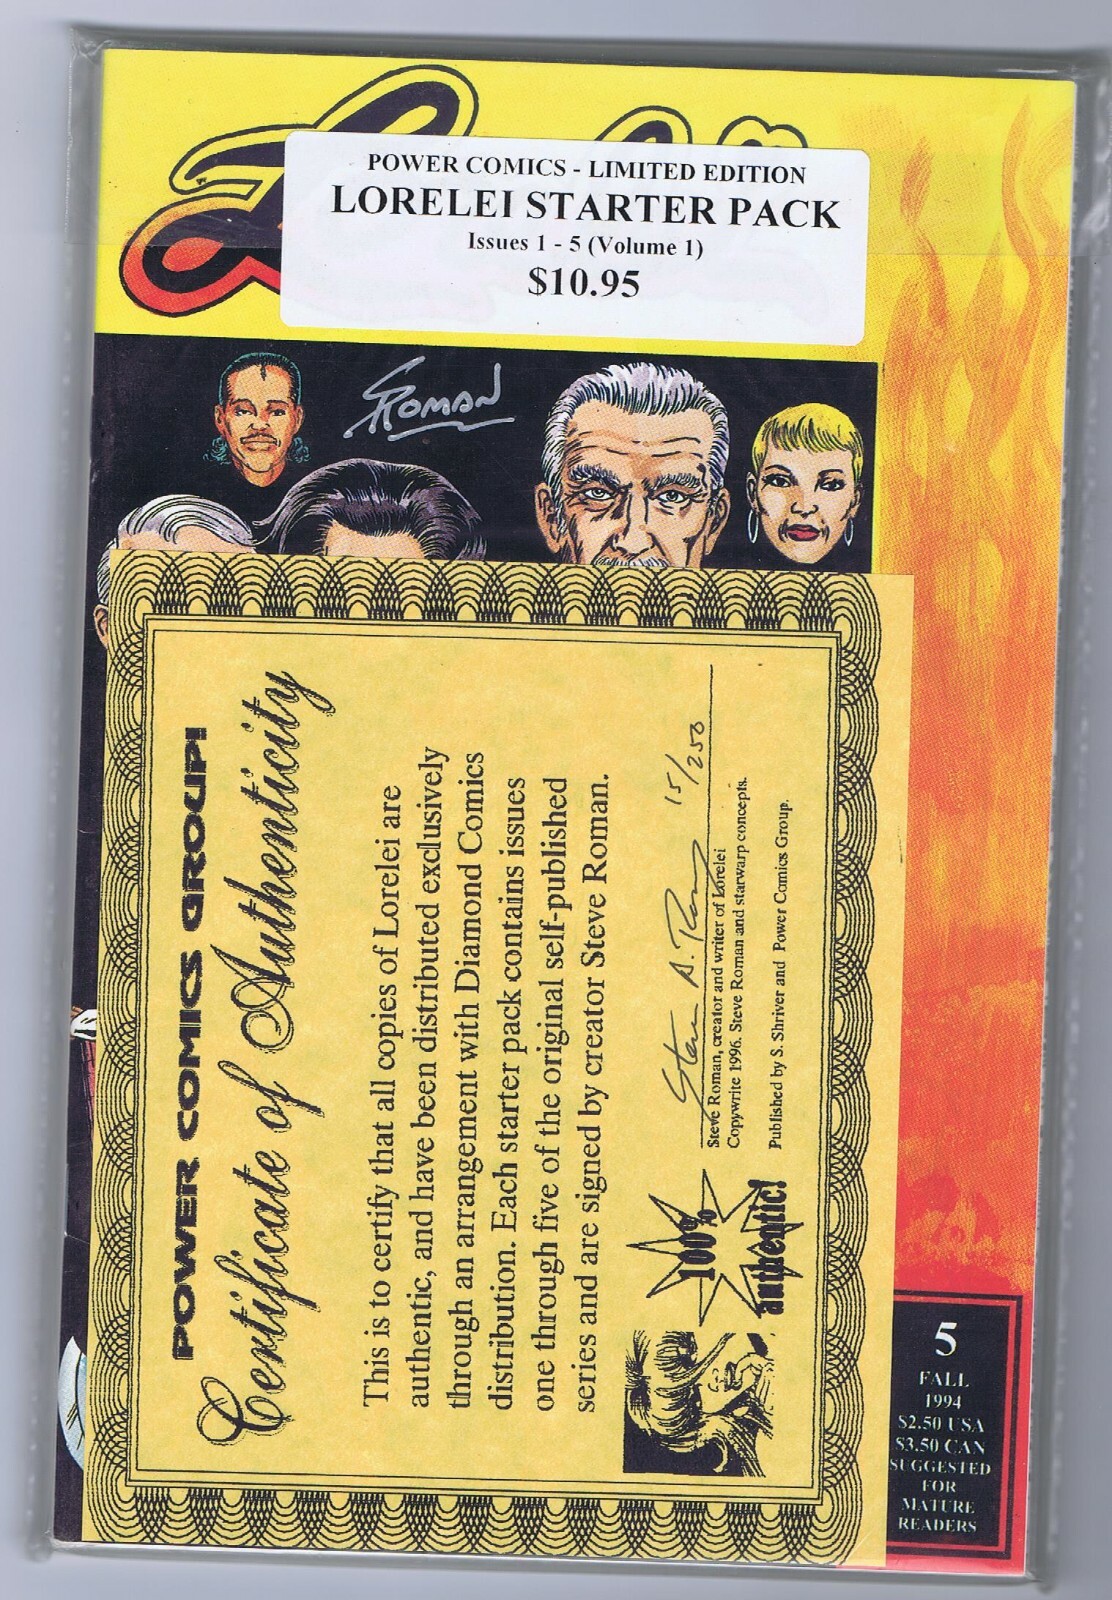 POWER COMICS - LIMITED EDITION
LORELEI STARTER PACK
Issues 1 - 5 (Volume 1)
$10.95
SROMAN
POWER COMICS GROUP!
Certificate of Authenticity
This is to certify that all copies of Lorelei are
authentic, and have been distributed exclusively
through an arrangement with Diamond Comics
distribution. Each starter pack contains issues
one through five of the original self-published
series and are signed by creator Steve Roman.
100%
authentic!
Steven A. Roman 15/250
Steve Roman, creator and writer of Lorelei
Copywrite 1996. Steve Roman and starwarp concepts.
Published by S. Shriver and Power Comics Group.
5
FALL
1994
$2.50 USA
$3.50 CAN
SUGGESTED
FOR
MATURE
READERS